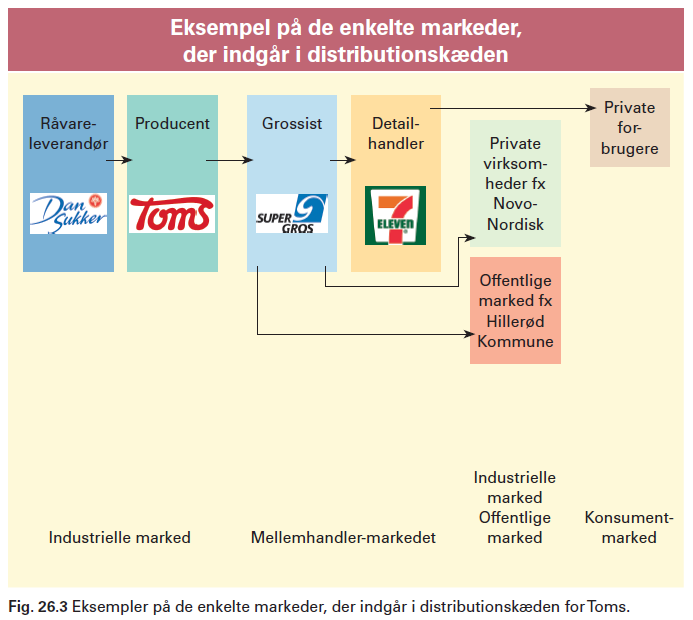 Eksempel på de enkelte markeder,
der indgår i distributionskæden
Råvare-
leverandør
Producent
Grossist
Detail-
handler
Private
virksom-
heder fx
Novo-
Nordisk
Private
for-
brugere
Dan
Sukker
Toms
SUPER
GROS
7
ELEVEN
Offentlige
marked fx
Hillerød
Kommune
Industrielle marked
Mellemhandler-markedet
Industrielle
marked
Offentlige
marked
Konsument-
marked
Fig. 26.3 Eksempler på de enkelte markeder, der indgår i distributionskæden for Toms.